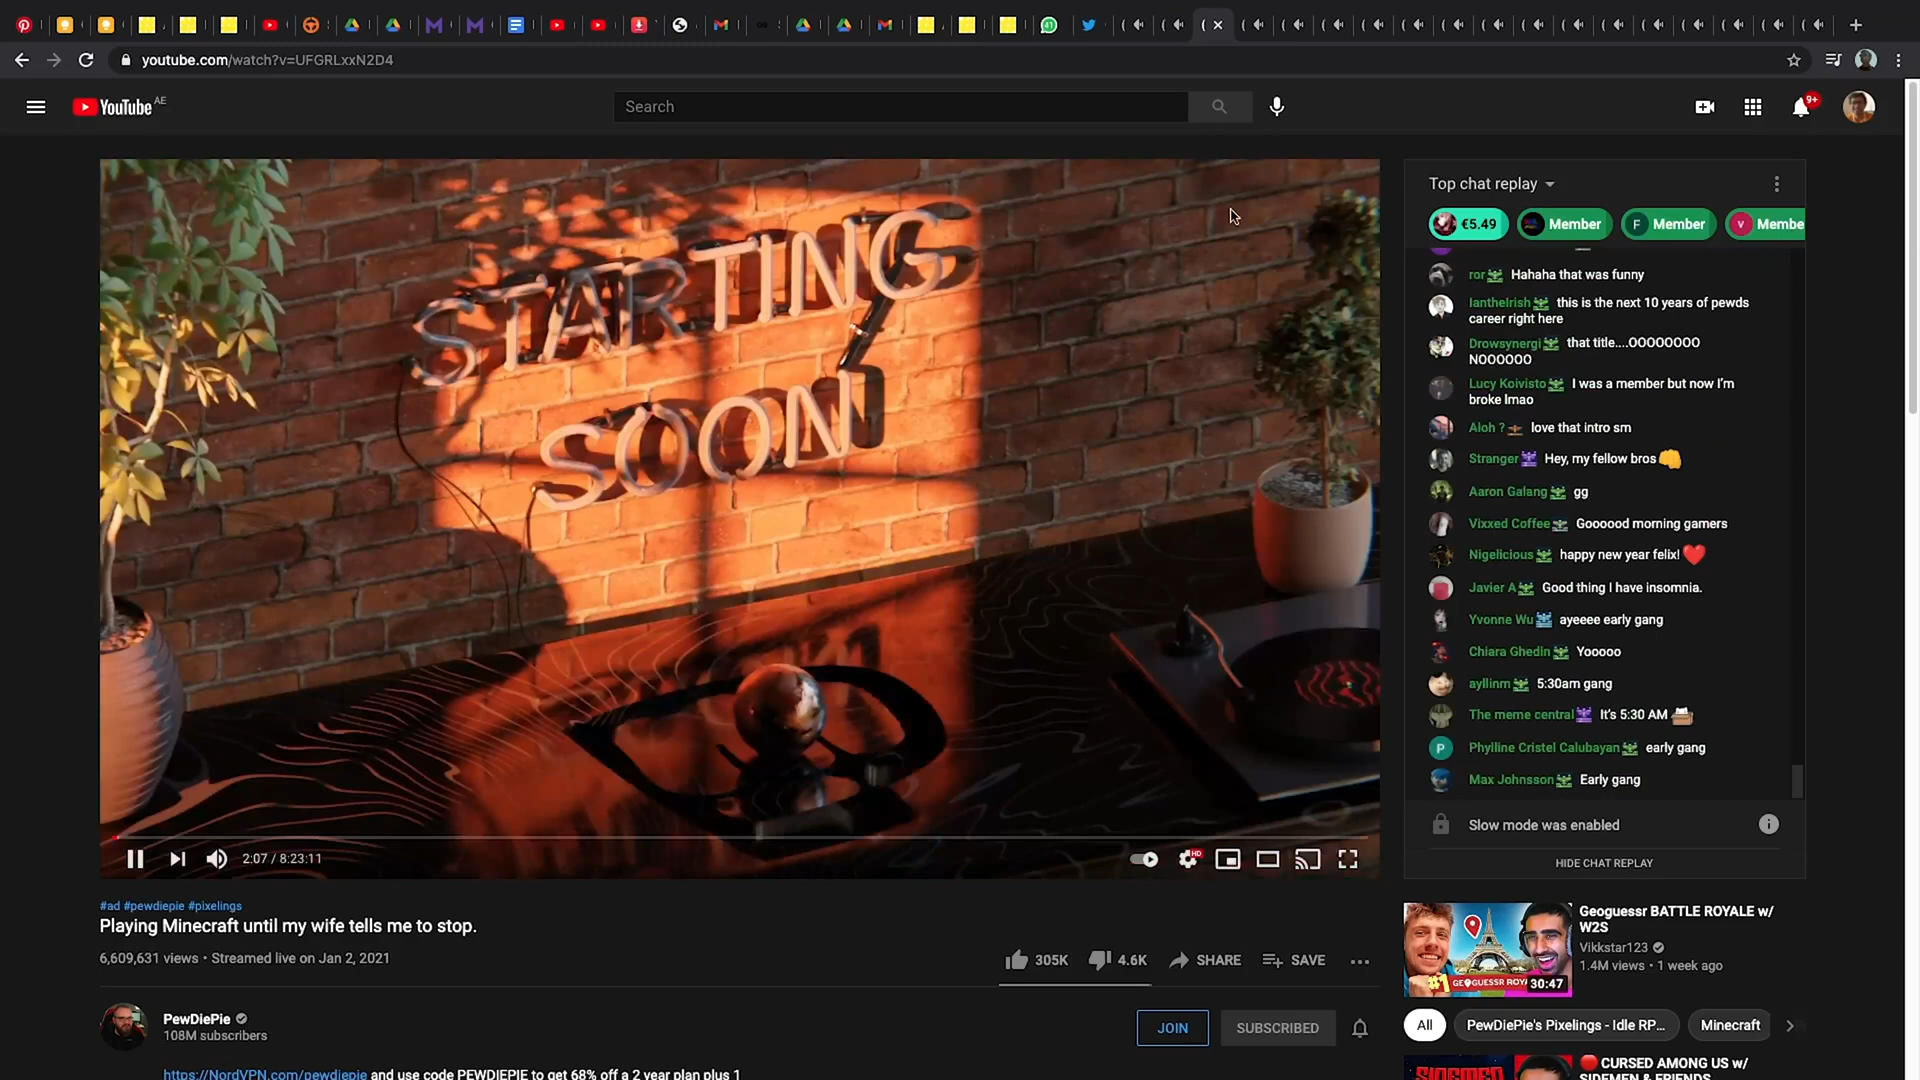 youtube.com/watch?v=UFGRLxxN2D4
YouTube AE
Search
9+
STARTING
SOON
2:07 / 8:23:11
HD
#ad #pewdiepie #pixelings
Playing Minecraft until my wife tells me to stop.
6,609,631 views • Streamed live on Jan 2, 2021
305K
4.6K
SHARE
SAVE
PewDiePie
108M subscribers
JOIN
SUBSCRIBED
https://NordVPN.com/pewdiepie and use code PEWDIEPIE to get 68% off a 2 year plan plus 1
Top chat replay
€5.49
Member
F Member
v Membe
ror Hahaha that was funny
IantheIrish this is the next 10 years of pewds
career right here
Drowsynergi that title....OOOOOOOO
NOOOOOO
Lucy Koivisto I was a member but now I'm
broke lmao
Aloh ? love that intro sm
Stranger Hey, my fellow bros
Aaron Galang gg
Vixxed Coffee Goooood morning gamers
Nigelicious happy new year felix!
Javier A Good thing I have insomnia.
Yvonne Wu ayeeee early gang
Chiara Ghedin Yooooo
ayllinm 5:30am gang
The meme central It's 5:30 AM
P Phylline Cristel Calubayan early gang
Max Johnsson Early gang
Slow mode was enabled
HIDE CHAT REPLAY
#1 GEOGUESSR ROYA
30:47
Geoguessr BATTLE ROYALE w/
W2S
Vikkstar123
1.4M views • 1 week ago
All
PewDiePie's Pixelings - Idle RP...
Minecraft
SIDEMEN
CURSED AMONG US w/
SIDEMEN & FRIENDS